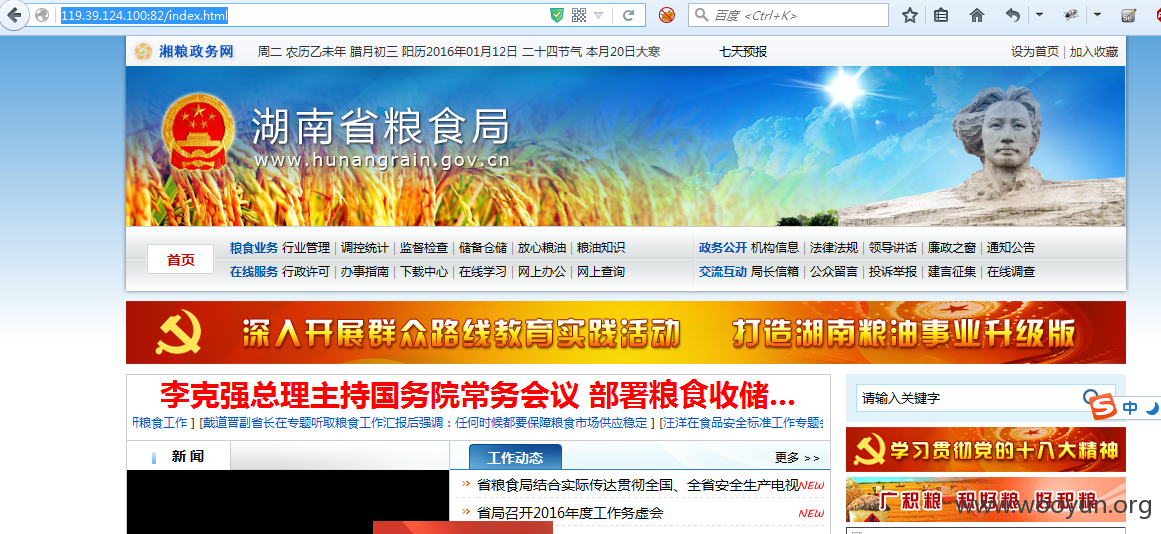 119.39.124.100:82/index.html
百度 <Ctrl+K>
湘粮政务网 周二 农历乙未年 腊月初三 阳历2016年01月12日 二十四节气 本月20日大寒 七天预报 设为首页 | 加入收藏
湖南省粮食局
www.hunangrain.gov.cn
首页
粮食业务 行业管理 | 调控统计 | 监督检查 | 储备仓储 | 放心粮油 | 粮油知识
在线服务 行政许可 | 办事指南 | 下载中心 | 在线学习 | 网上办公 | 网上查询
政务公开 机构信息 | 法律法规 | 领导讲话 | 廉政之窗 | 通知公告
交流互动 局长信箱 | 公众留言 | 投诉举报 | 建言征集 | 在线调查
深入开展群众路线教育实践活动 打造湖南粮油事业升级版
李克强总理主持国务院常务会议 部署粮食收储...
研粮食工作 ] [戴道晋副省长在专题听取粮食工作汇报后强调：任何时候都要保障粮食市场供应稳定 ] [汪洋在食品安全标准工作专题会
新 闻
工作动态 更多 >>
省粮食局结合实际传达贯彻全国、全省安全生产电视 NEW
省局召开2016年度工作务虚会 NEW
请输入关键字
S 中
学习贯彻党的十八大精神
广积粮 积好粮 好积粮
www.wooyun.org